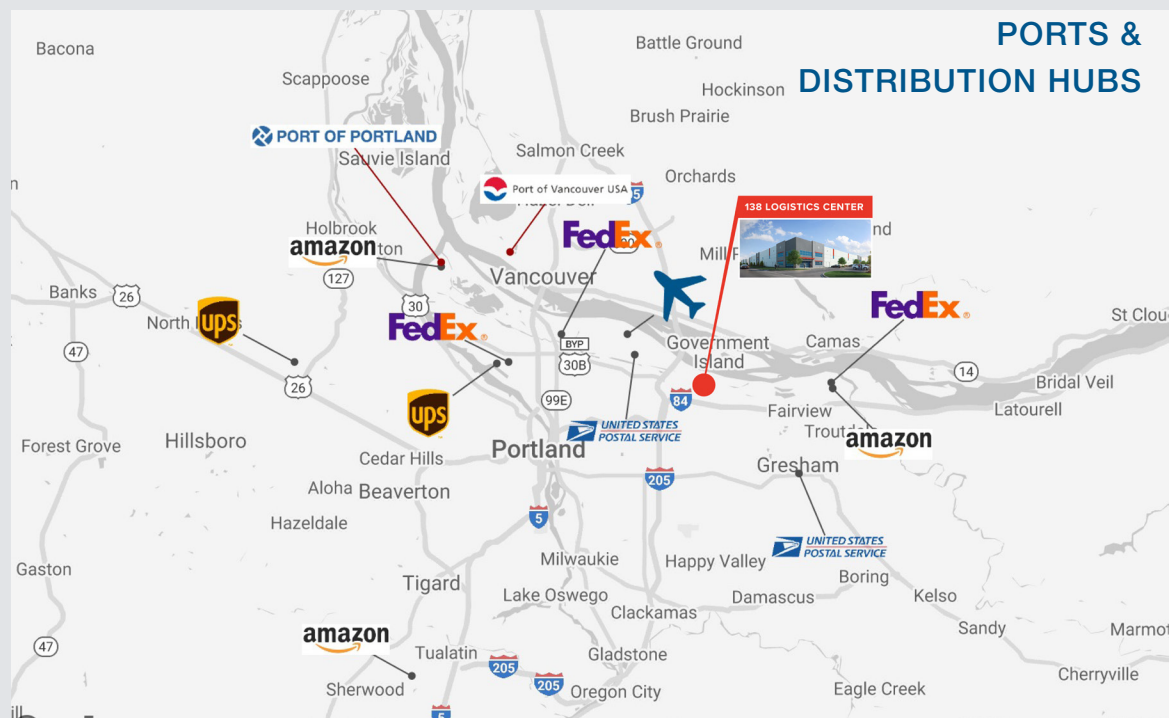 PORTS &
DISTRIBUTION HUBS
Bacona
Battle Ground
Scappoose
Hockinson
Brush Prairie
PORT OF PORTLAND
Sauvie Island
Salmon Creek
Orchards
Port of Vancouver USA
5
138 LOGISTICS CENTER
Holbrook
amazon
FedEx
127
Vancouver
Banks
26
30
North
ups
FedEx
FedEx
St Clou
47
BYP
30B
Government
Island
Camas
14
26
Bridal Veil
84
99E
ups
Fairview
Latourell
UNITED STATES
POSTAL SERVICE
Forest Grove
Hillsboro
Portland
amazon
Cedar Hills
Gresham
205
Aloha
Beaverton
5
Hazeldale
UNITED STATES
POSTAL SERVICE
Milwaukie
Happy Valley
Gaston
Tigard
Boring
Lake Oswego
Damascus
Kelso
Clackamas
Sandy
Marmot
amazon
47
Tualatin
205
Gladstone
Cherryville
Sherwood
205
Oregon City
Eagle Creek
5